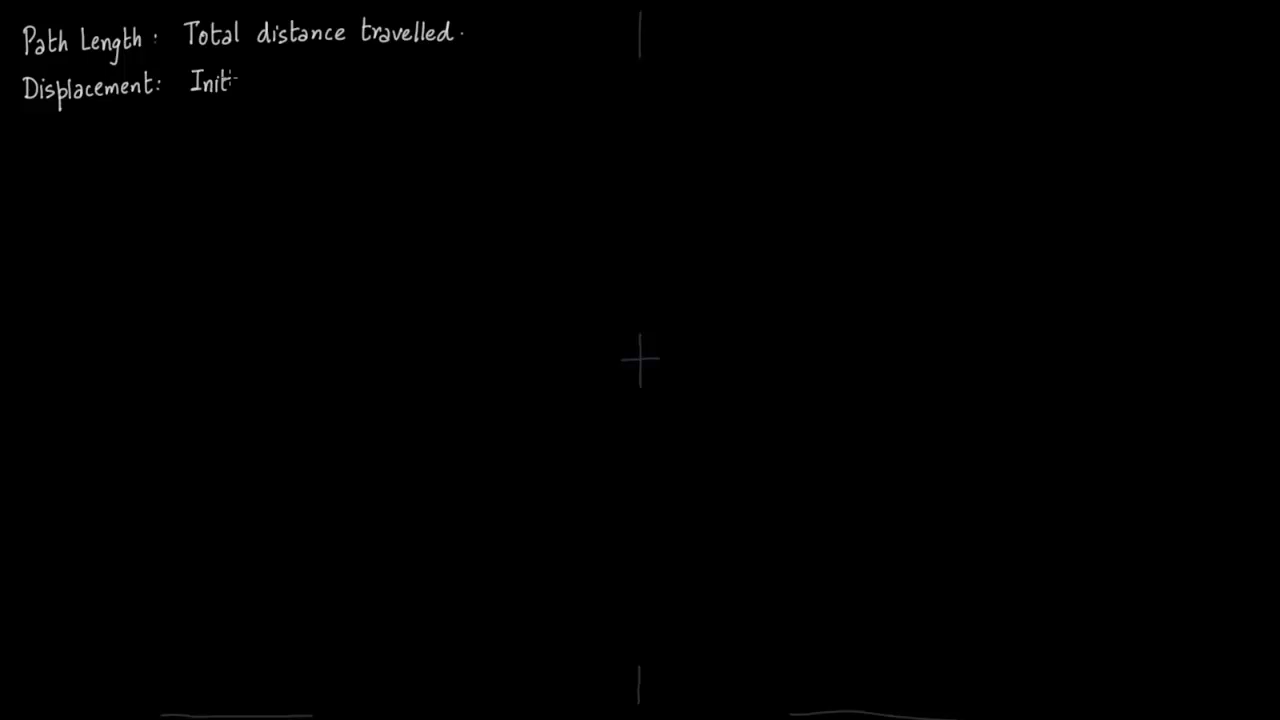 Path Length: Total distance travelled.
Displacement: Init